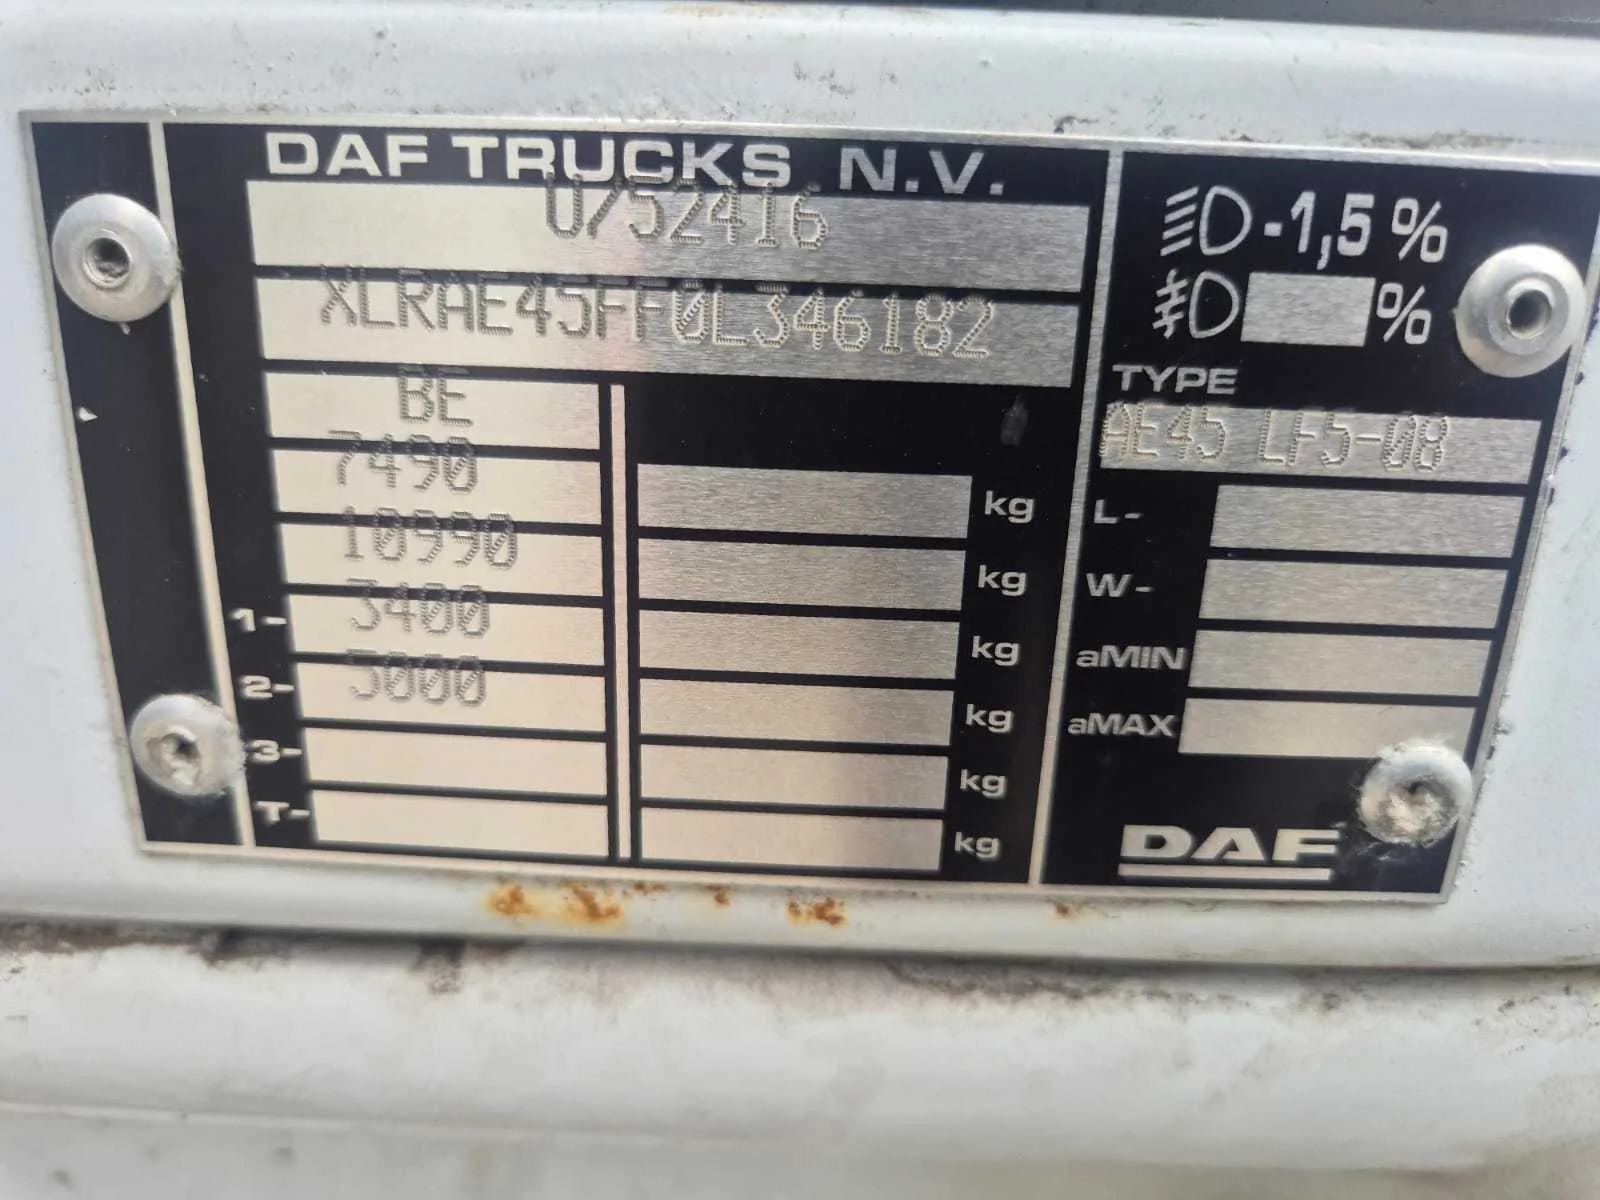 DAF TRUCKS N.V.
U/52416
XLRAE45FF0L346182
BE
7490 kg
10990 kg
1- 3400 kg
2- 5000 kg
3- kg
T- kg
-1,5%
%
TYPE
AE45 LF5-08
L-
W-
aMIN
aMAX
DAF